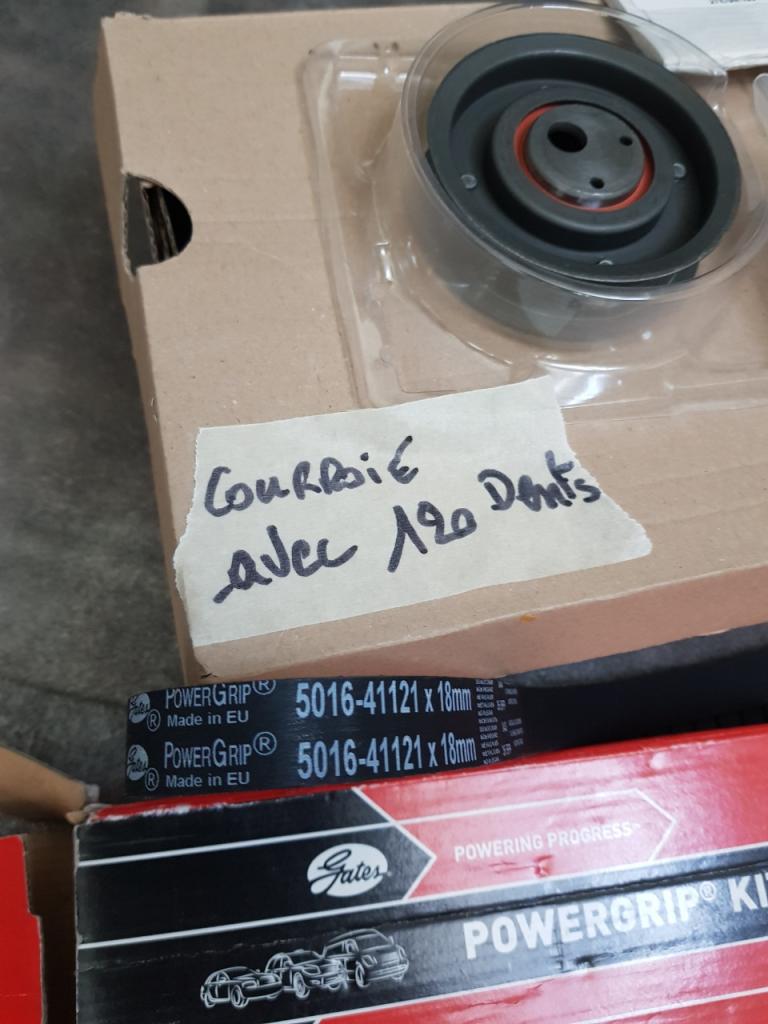 COURROIE
avec 120 Dents
POWERGRIP®
Made in EU
5016-41121 x 18mm
POWERGRIP®
Made in EU
5016-41121 x 18mm
Gates
POWERING PROGRESS™
POWERGRIP® KI